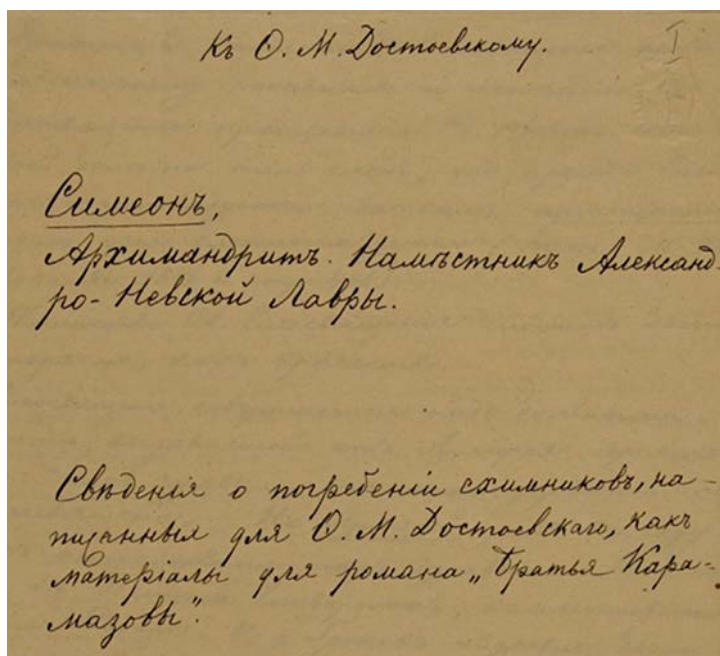 Къ Ѳ. М. Достоевскому.
I
Симеонъ,
Архимандритъ. Намѣстникъ Александ
ро- Невской Лавры.
Свѣденія о погребеніи схимниковъ, на-
писанныя для Ѳ. М. Достоевскаго, какъ
матеріалы для романа „Братья Кара-
мазовы".